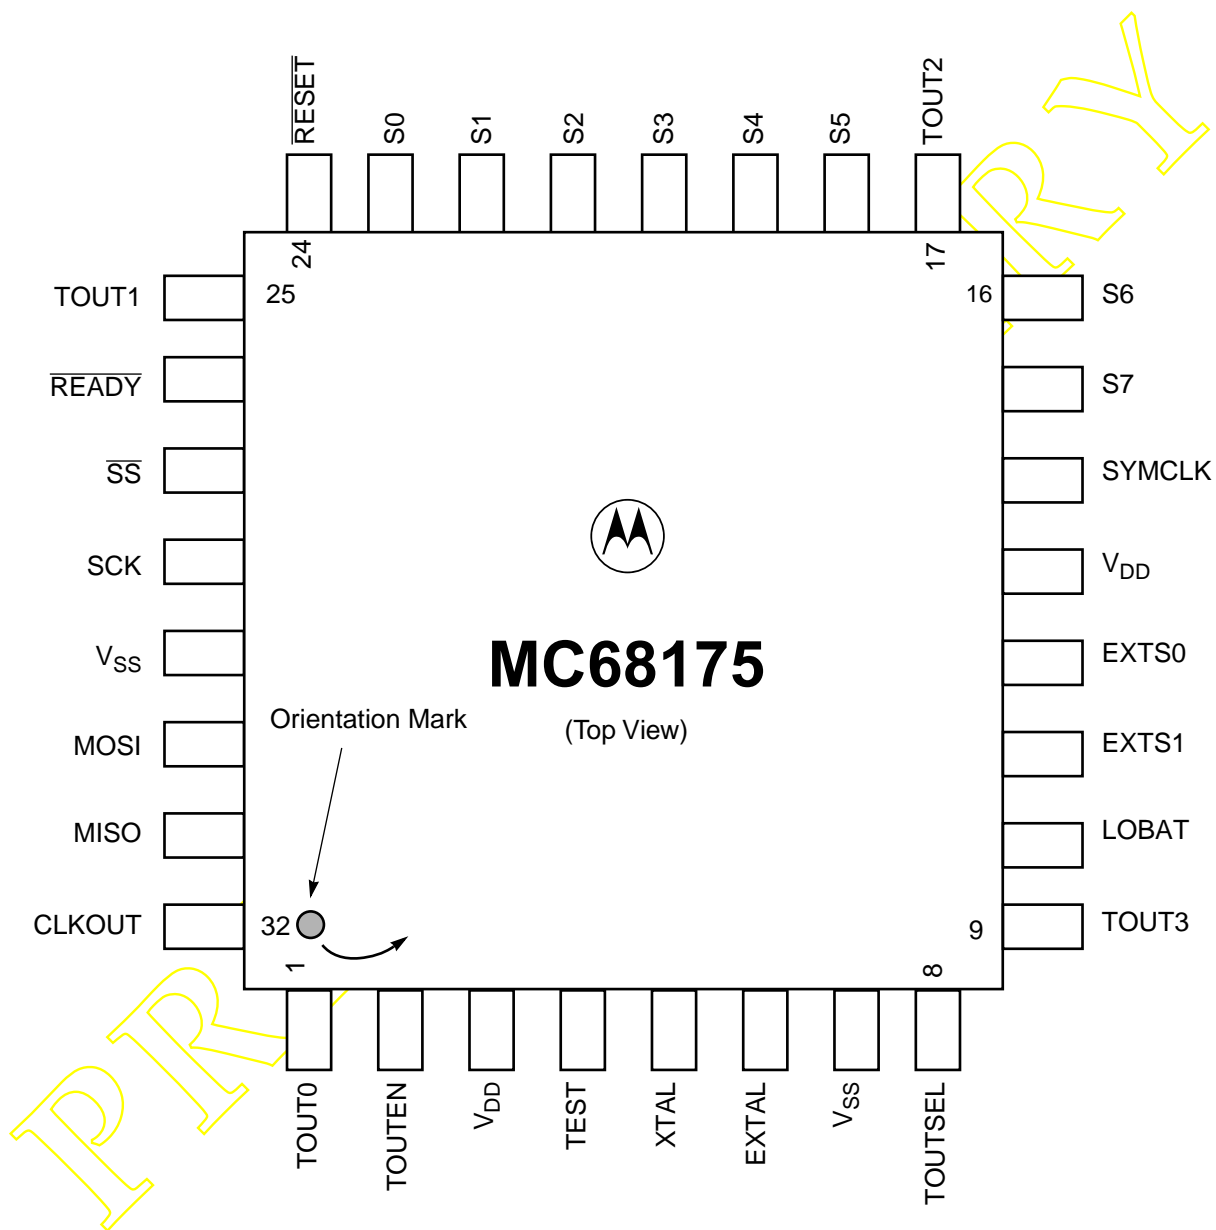 RESET
S0
S1
S2
S3
S4
S5
TOUT2
24
17
TOUT1
25
16
S6
READY
S7
SS
SYMCLK
SCK
VDD
VSS
EXTS0
MC68175
(Top View)
Orientation Mark
MOSI
EXTS1
MISO
LOBAT
CLKOUT
32
9
TOUT3
1
8
TOUT0
TOUTEN
VDD
TEST
XTAL
EXTAL
VSS
TOUTSEL
PR
RY